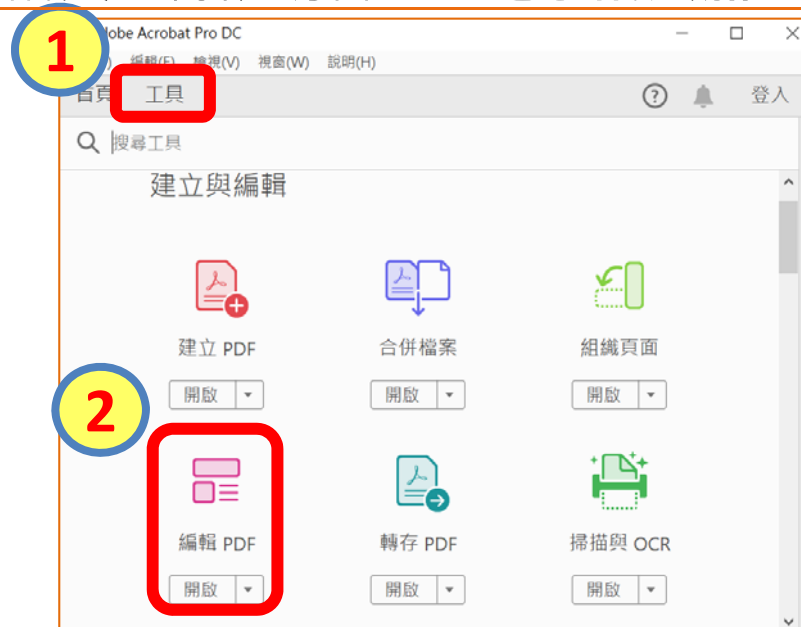 1
Adobe Acrobat Pro DC
編輯(E) 檢視(V) 視窗(W) 說明(H)
首頁 工具 登入
搜尋工具
建立與編輯
建立 PDF 合併檔案 組織頁面
開啟 開啟 開啟
2
編輯 PDF 轉存 PDF 掃描與 OCR
開啟 開啟 開啟